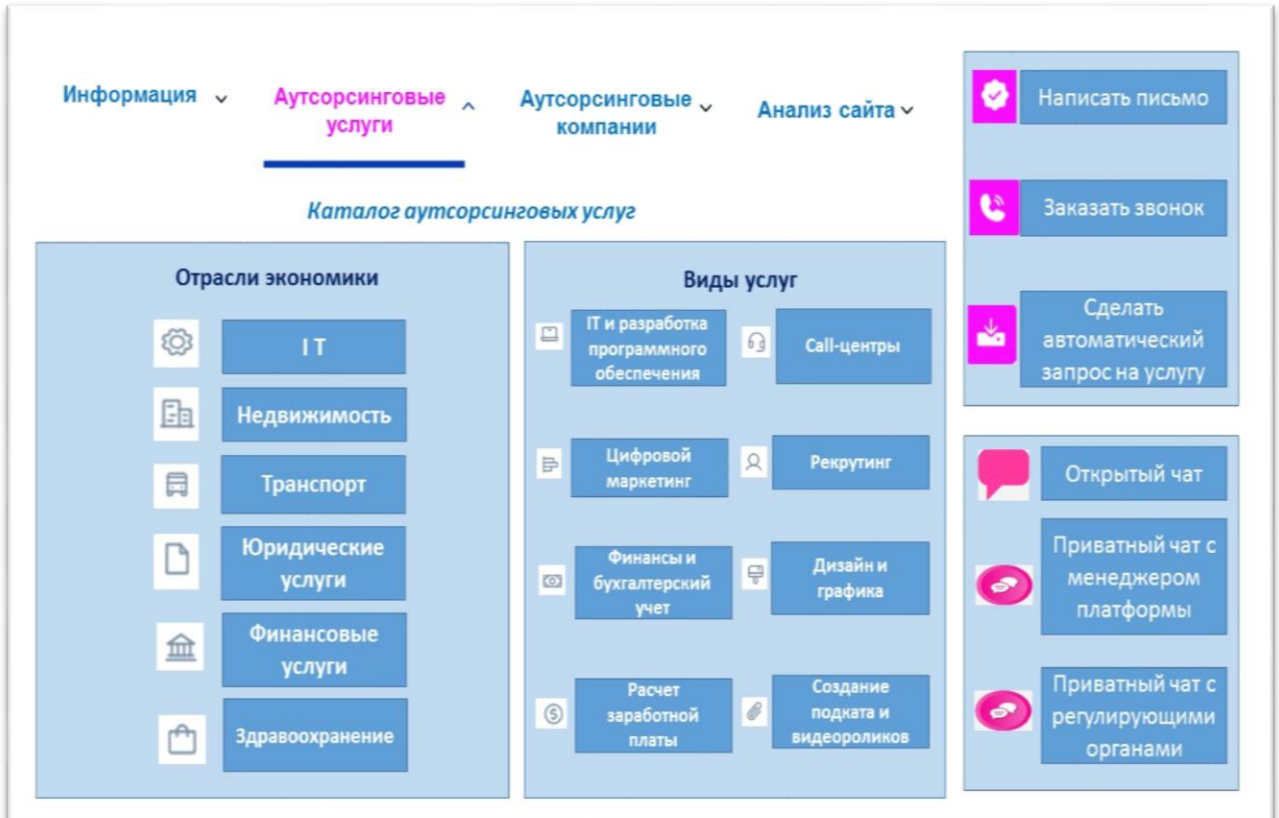 Информация
Аутсорсинговые
услуги
Аутсорсинговые
компании
Анализ сайта
Каталог аутсорсинговых услуг
Отрасли экономики
IT
Недвижимость
Транспорт
Юридические
услуги
Финансовые
услуги
Здравоохранение
Виды услуг
IT и разработка
программного
обеспечения
Call-центры
Цифровой
маркетинг
Рекрутинг
Финансы и
бухгалтерский
учет
Дизайн и
графика
Расчет
заработной
платы
Создание
подката и
видеороликов
Написать письмо
Заказать звонок
Сделать
автоматический
запрос на услугу
Открытый чат
Приватный чат с
менеджером
платформы
Приватный чат с
регулирующими
органами